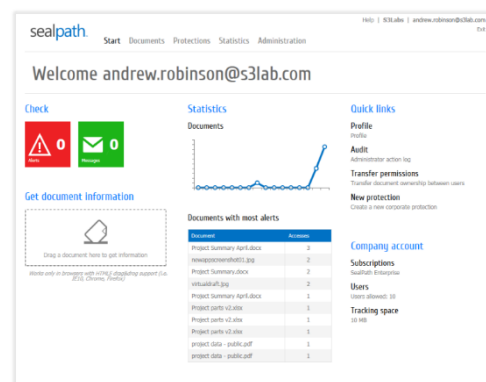 Help | S3Labs | andrew.robinson@s3lab.com
Exi
sealpath
Start Documents Protections Statistics Administration
Welcome andrew.robinson@s3lab.com
Check
0
Alerts
0
Messages
Get document information
Drag a document here to get information
Works only in browsers with HTML5 drag&drop support (i.e. IE10, Chrome, Firefox)
Statistics
Documents
Documents with most alerts
Document Accesses
Project Summary April.docx 3
newappscreenshot01.jpg 2
Project Summary.docx 2
virtualdraft.jpg 2
Project Summary April.docx 1
Project parts v2.xlsx 1
Project parts v2.xlsx 1
Project parts v2.xlsx 1
project data - public.pdf 1
project data - public.pdf 1
Quick links
Profile
Profile
Audit
Administrator action log
Transfer permissions
Transfer document ownership between users
New protection
Create a new corporate protection
Company account
Subscriptions
SealPath Enterprise
Users
Users allowed: 10
Tracking space
10 MB